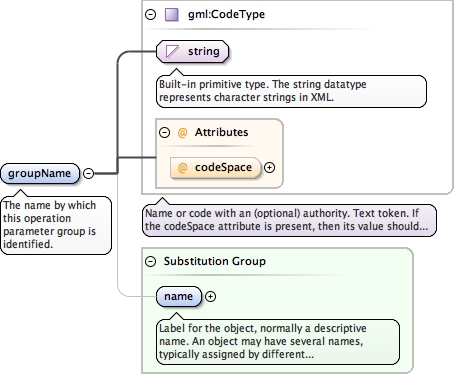 gml:CodeType
string
Built-in primitive type. The string datatype
represents character strings in XML.
@ Attributes
@ codeSpace
groupName
The name by which
this operation
parameter group is
identified.
Name or code with an (optional) authority. Text token. If
the codeSpace attribute is present, then its value should...
Substitution Group
name
Label for the object, normally a descriptive
name. An object may have several names,
typically assigned by different...